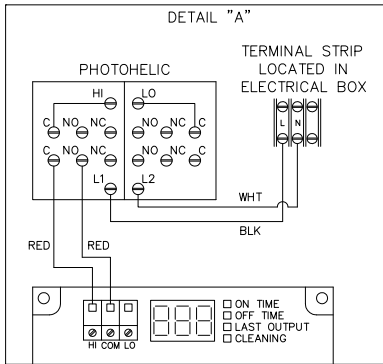 DETAIL "A"
TERMINAL STRIP
LOCATED IN
ELECTRICAL BOX
PHOTOHELIC
HI LO
L N
C NO NC NO NC C
C NO NC NO NC C
L1 L2
WHT
BLK
RED RED
ON TIME
OFF TIME
LAST OUTPUT
CLEANING
HI COM LO